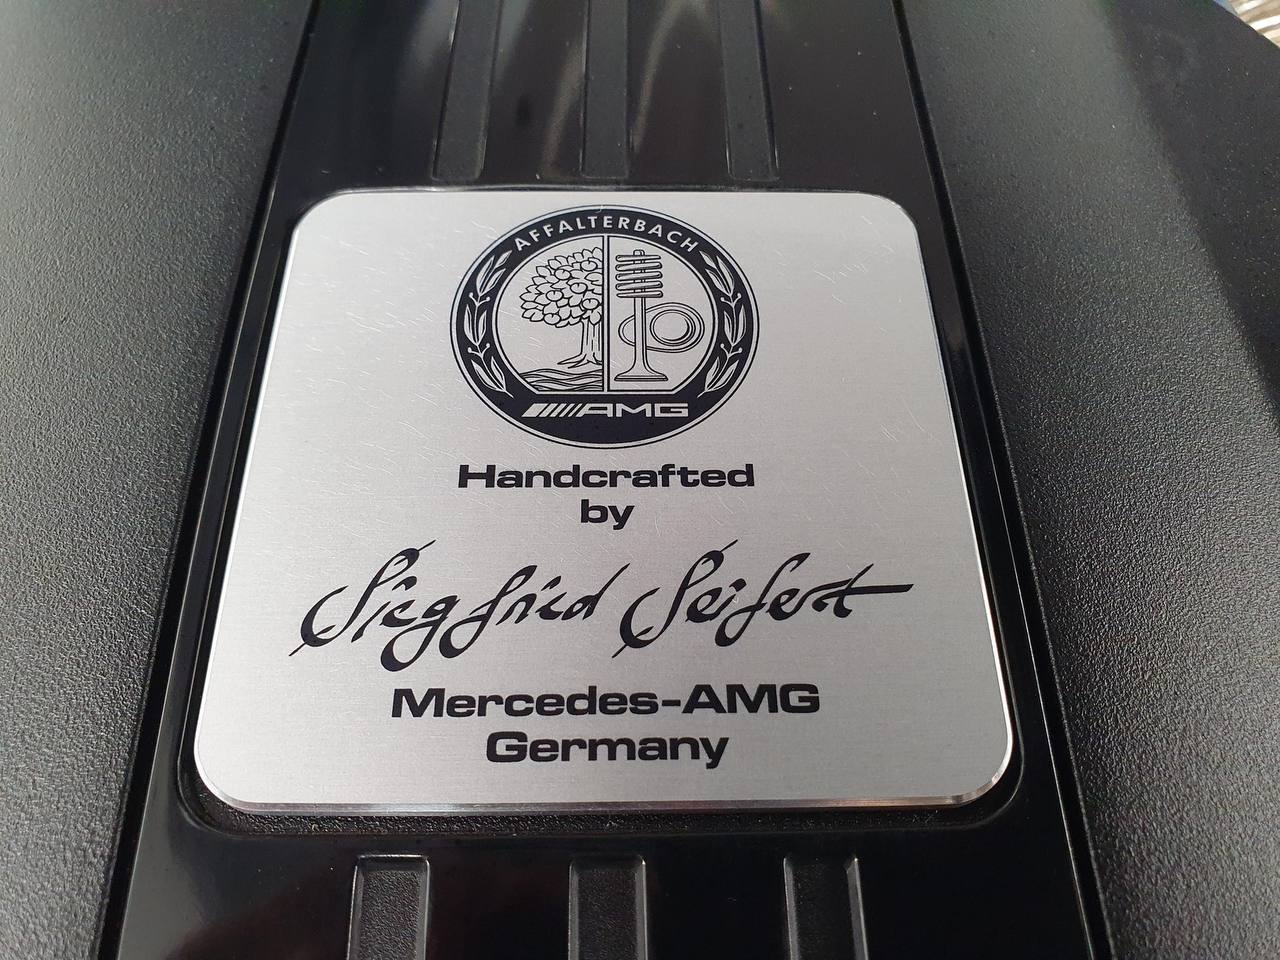 AFFALTERBACH
AMG
Handcrafted
by
Siegfried Seifert
Mercedes-AMG
Germany